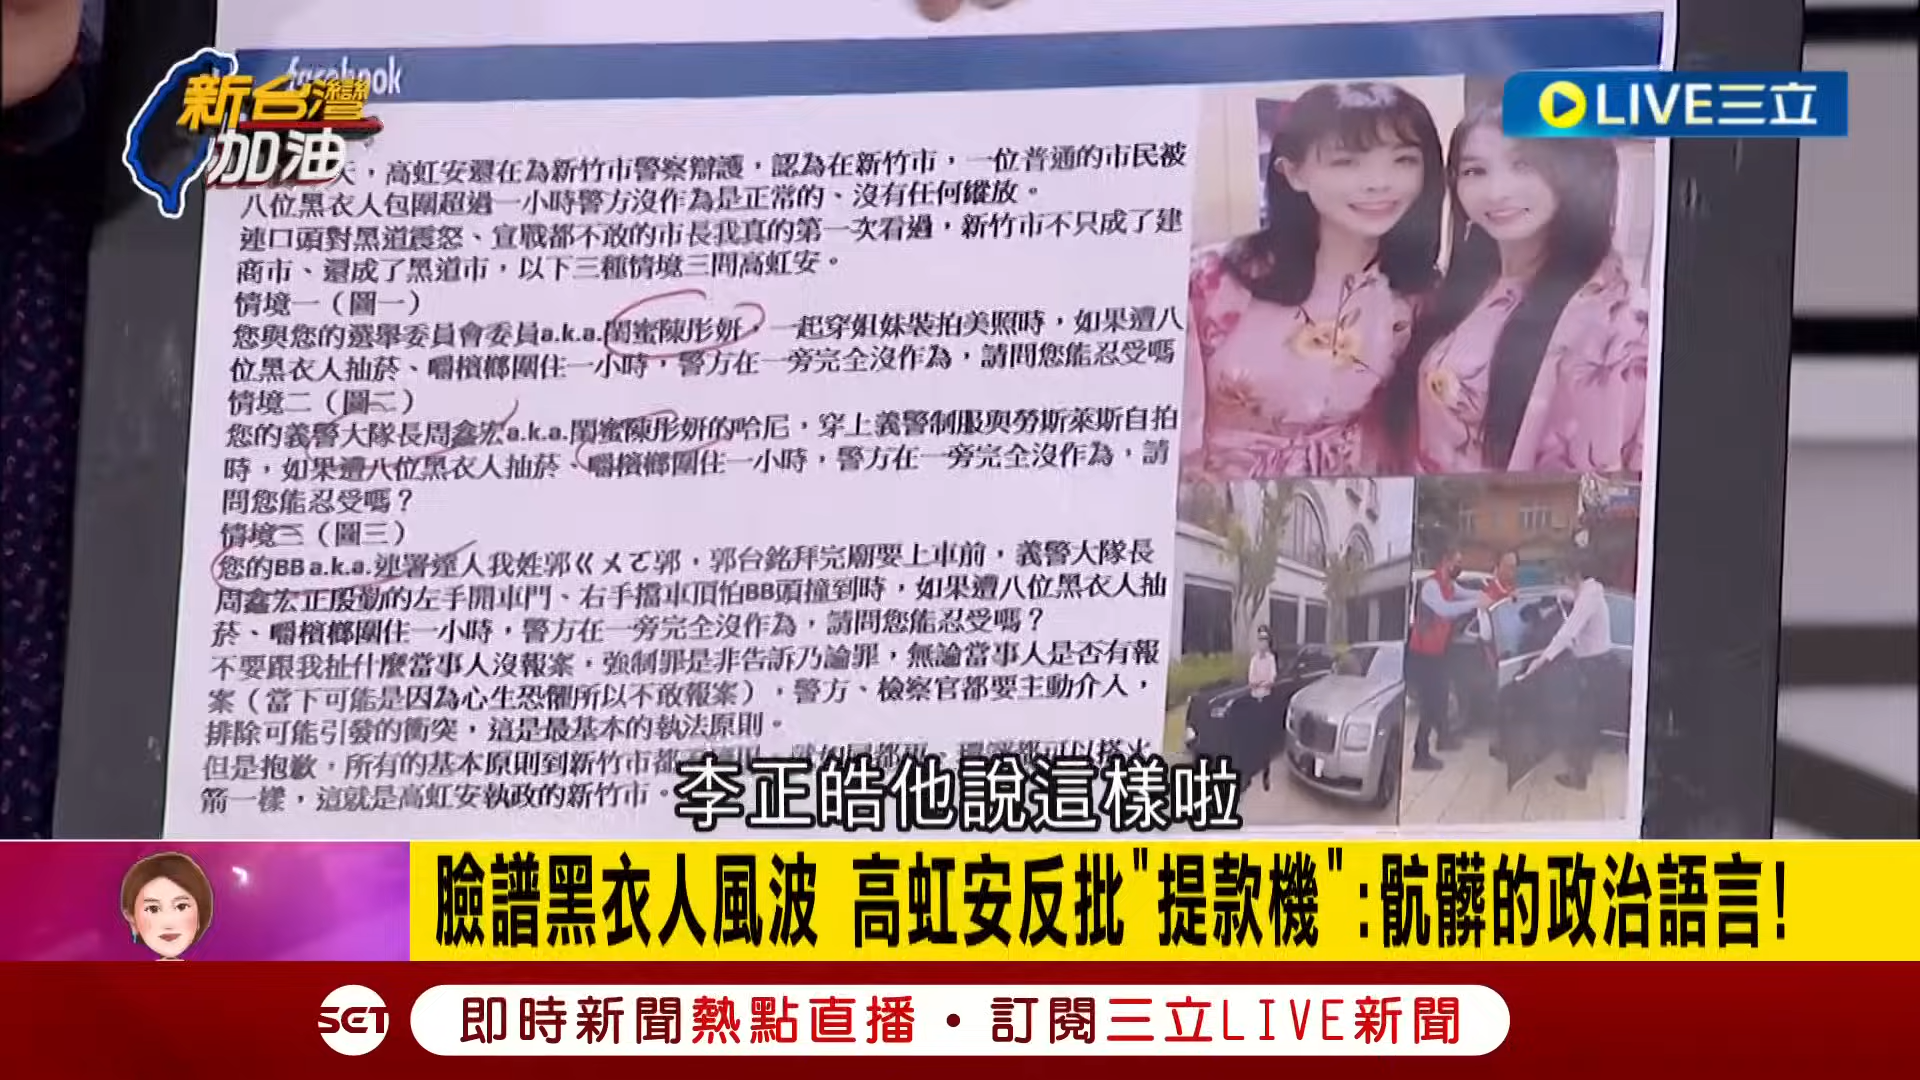 facebook
新台灣
加油
LIVE三立
天，高虹安還在為新竹市警察辯護，認為在新竹市，一位普通的市民被
八位黑衣人包圍超過一小時警方沒作為是正常的、沒有任何縱放。
連口頭對黑道震怒、宣戰都不敢的市長我真的第一次看過，新竹市不只成了建
商市、還成了黑道市，以下三種情境三問高虹安。
情境一（圖一）
您與您的選舉委員會委員a.k.a.閨蜜陳彤妍，一起穿姐妹裝拍美照時，如果遭八
位黑衣人抽菸、嚼檳榔圍住一小時，警方在一旁完全沒作為，請問您能忍受嗎
情境二（圖二）
您的義警大隊長周鑫宏a.k.a.閨蜜陳彤妍的哈尼，穿上義警制服與勞斯萊斯自拍
時，如果遭八位黑衣人抽菸、嚼檳榔圍住一小時，警方在一旁完全沒作為，請
問您能忍受嗎？
情境三（圖三）
您的BB a.k.a.連署達人我姓郭ㄍㄨㄛ郭，郭台銘拜完廟要上車前，義警大隊長
周鑫宏正殷勤的左手開車門、右手擋車頂怕BB頭撞到時，如果遭八位黑衣人抽
菸、嚼檳榔圍住一小時，警方在一旁完全沒作為，請問您能忍受嗎？
不要跟我扯什麼當事人沒報案，強制罪是非告訴乃論罪，無論當事人是否有報
案（當下可能是因為心生恐懼所以不敢報案），警方、檢察官都要主動介入，
排除可能引發的衝突，這是最基本的執法原則。
但是抱歉，所有的基本原則到新竹市都
箭一樣，這就是高虹安執政的新竹市。
李正皓他說這樣啦
臉譜黑衣人風波 高虹安反批"提款機":骯髒的政治語言!
SET 即時新聞熱點直播・訂閱三立LIVE新聞